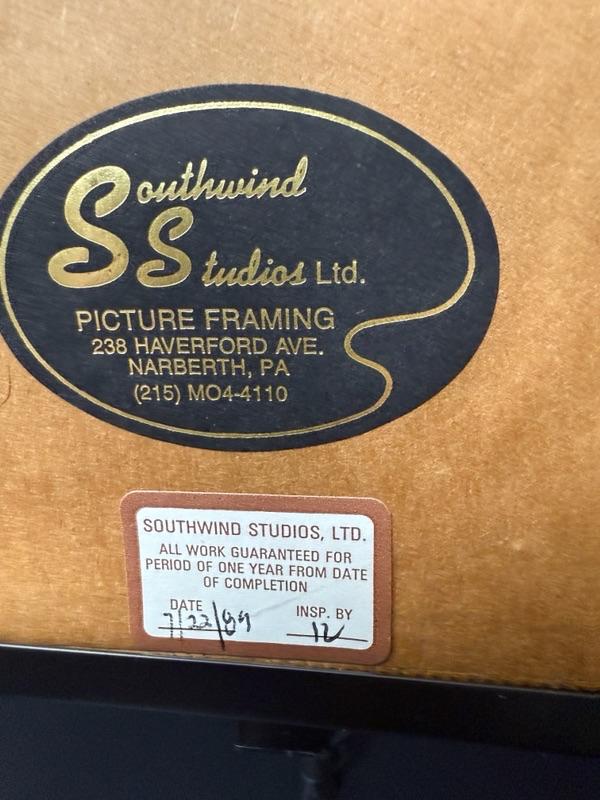 Southwind
Studios Ltd.
PICTURE FRAMING
238 HAVERFORD AVE.
NARBERTH, PA
(215) MO4-4110
SOUTHWIND STUDIOS, LTD.
ALL WORK GUARANTEED FOR
PERIOD OF ONE YEAR FROM DATE
OF COMPLETION
DATE INSP. BY
7/22/89